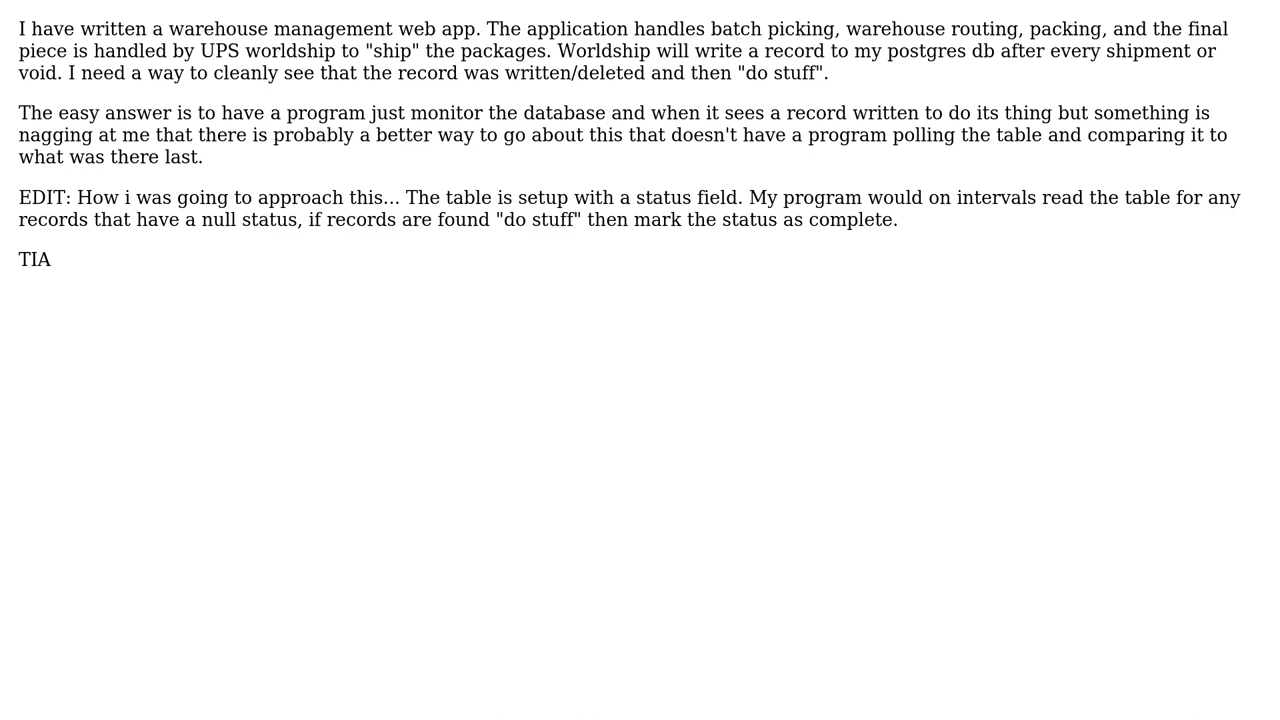 I have written a warehouse management web app. The application handles batch picking, warehouse routing, packing, and the final
piece is handled by UPS worldship to "ship" the packages. Worldship will write a record to my postgres db after every shipment or
void. I need a way to cleanly see that the record was written/deleted and then "do stuff".
The easy answer is to have a program just monitor the database and when it sees a record written to do its thing but something is
nagging at me that there is probably a better way to go about this that doesn't have a program polling the table and comparing it to
what was there last.
EDIT: How i was going to approach this... The table is setup with a status field. My program would on intervals read the table for any
records that have a null status, if records are found "do stuff" then mark the status as complete.
TIA